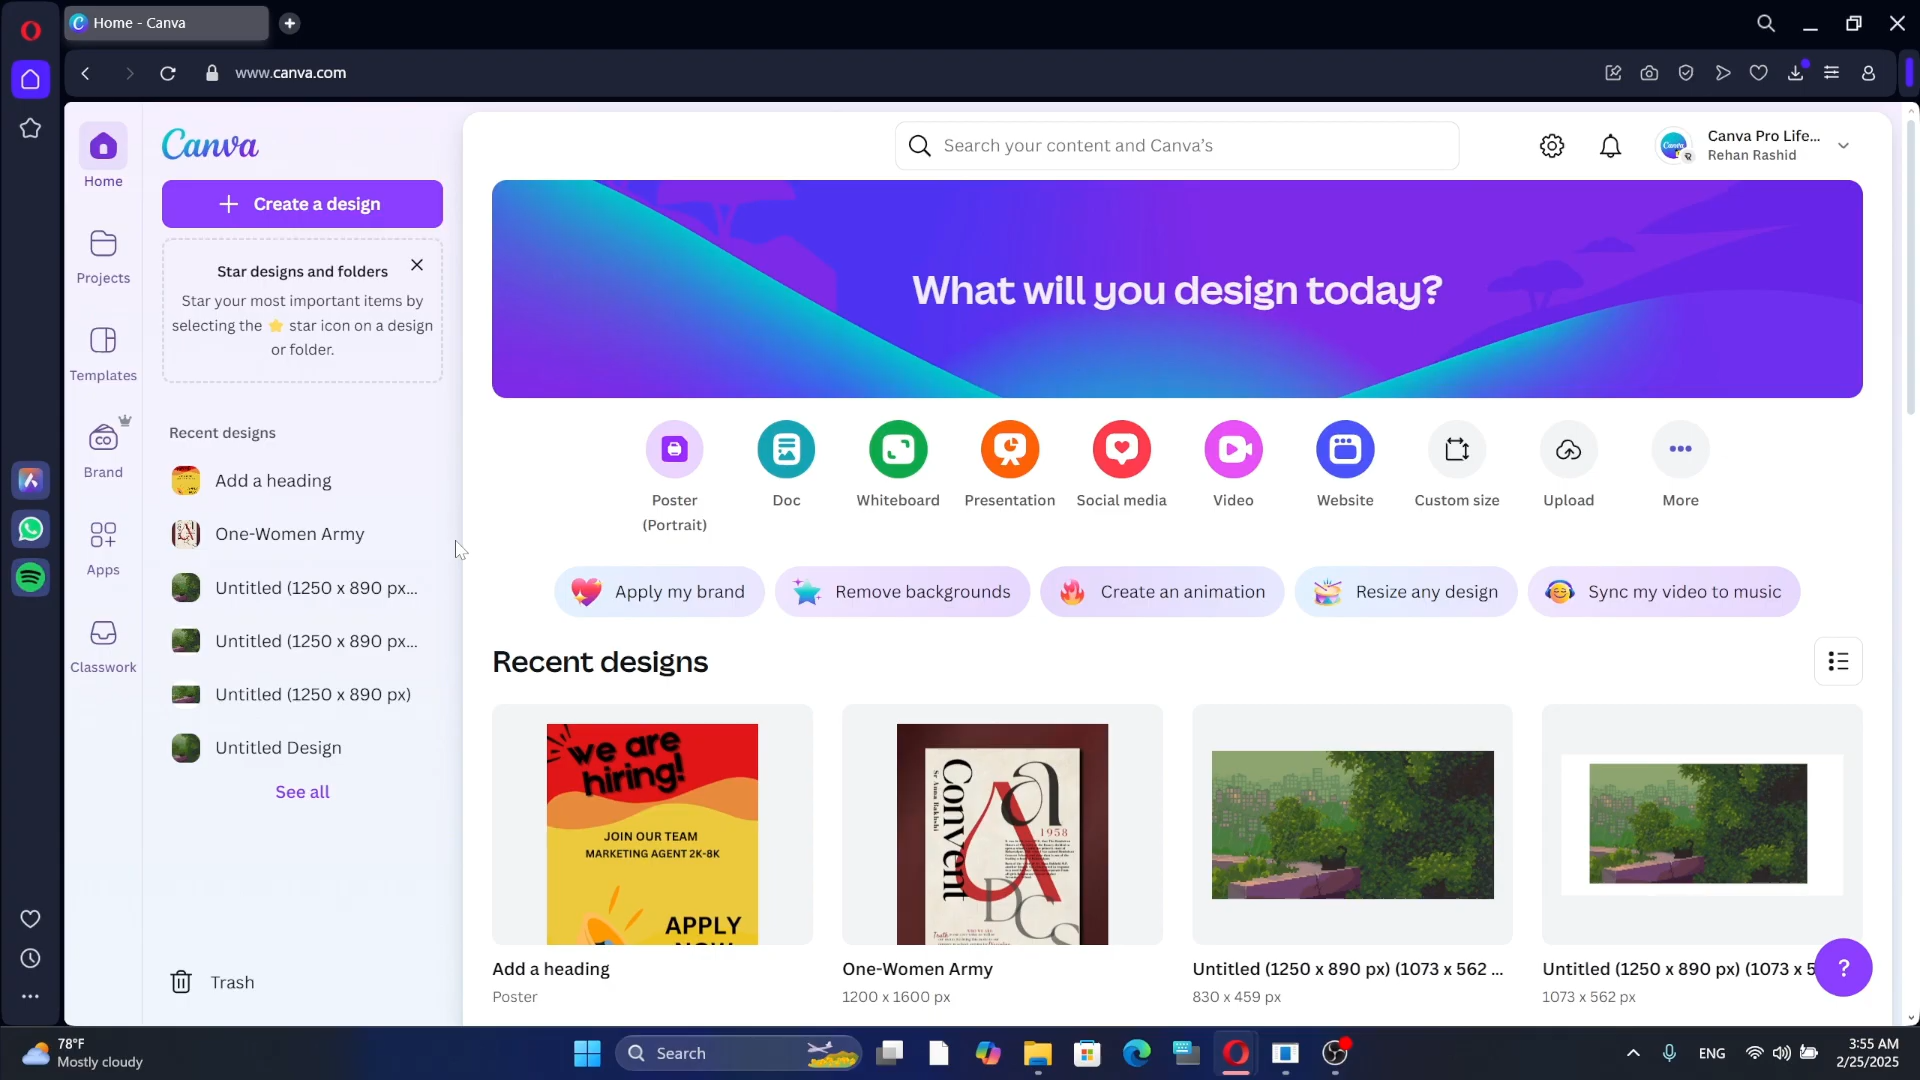 Home - Canva
www.canva.com
Home
Projects
Templates
Brand
Apps
Classwork
Canva
Create a design
Star designs and folders
Star your most important items by
selecting the ⭐ star icon on a design
or folder.
Recent designs
Add a heading
One-Women Army
Untitled (1250 x 890 px...
Untitled (1250 x 890 px...
Untitled (1250 x 890 px)
Untitled Design
See all
Trash
Search your content and Canva's
Canva Pro Life...
Rehan Rashid
What will you design today?
Poster
(Portrait)
Doc
Whiteboard
Presentation
Social media
Video
Website
Custom size
Upload
More
Apply my brand
Remove backgrounds
Create an animation
Resize any design
Sync my video to music
Recent designs
we are
hiring!
JOIN OUR TEAM
MARKETING AGENT 2K-8K
APPLY
Convent
a
A
1958
DCS
Add a heading
Poster
One-Women Army
1200 x 1600 px
Untitled (1250 x 890 px) (1073 x 562 ...
830 x 459 px
Untitled (1250 x 890 px) (1073 x 5
1073 x 562 px
?
78°F
Mostly cloudy
Search
ENG
3:55 AM
2/25/2025